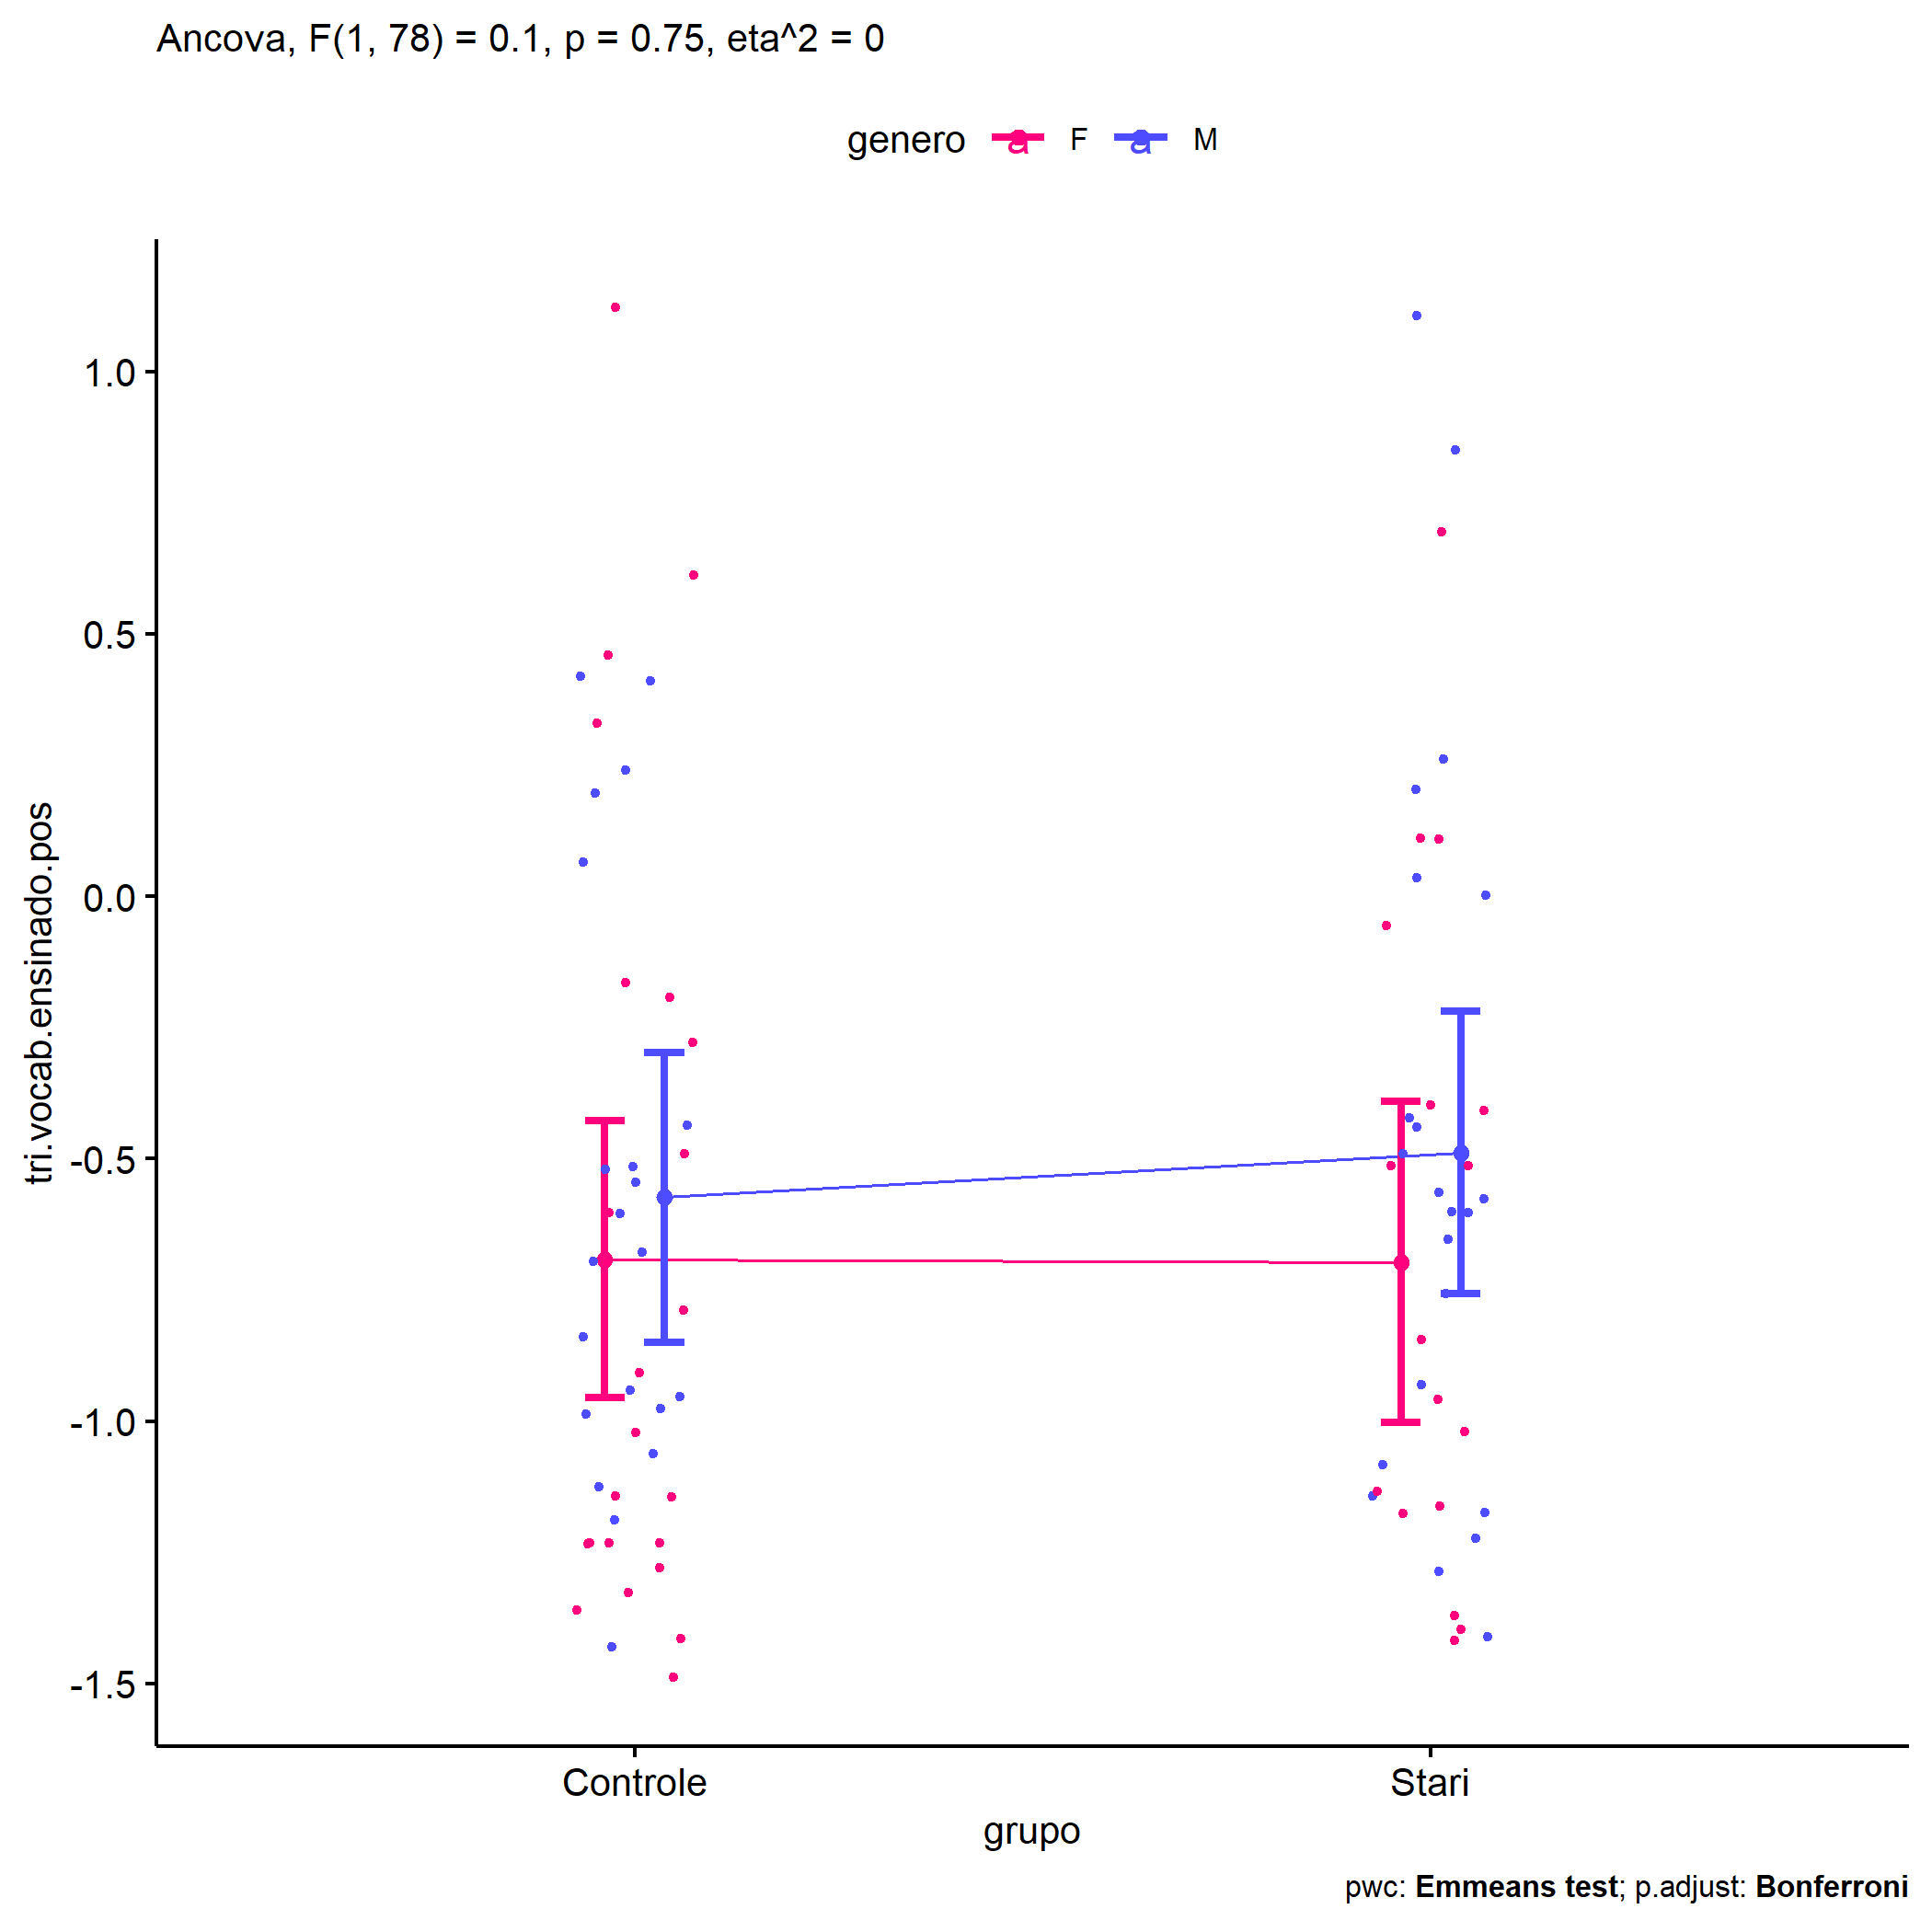 Ancova, F(1, 78) = 0.1, p = 0.75, eta^2 = 0
genero a F a M
1.0
0.5
0.0
-0.5
-1.0
-1.5
tri.vocab.ensinado.pos
Controle Stari
grupo
pwc: Emmeans test; p.adjust: Bonferroni